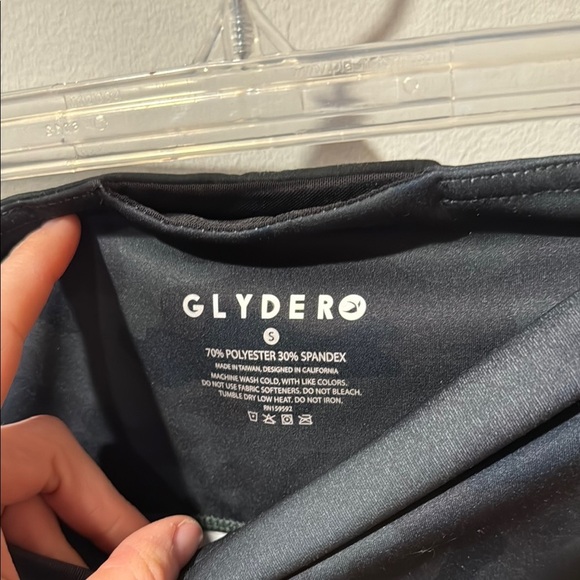 GLYDER
S
70% POLYESTER 30% SPANDEX
MADE IN TAIWAN, DESIGNED IN CALIFORNIA
MACHINE WASH COLD, WITH LIKE COLORS.
DO NOT USE FABRIC SOFTENERS. DO NOT BLEACH.
TUMBLE DRY LOW HEAT. DO NOT IRON.
RN159592